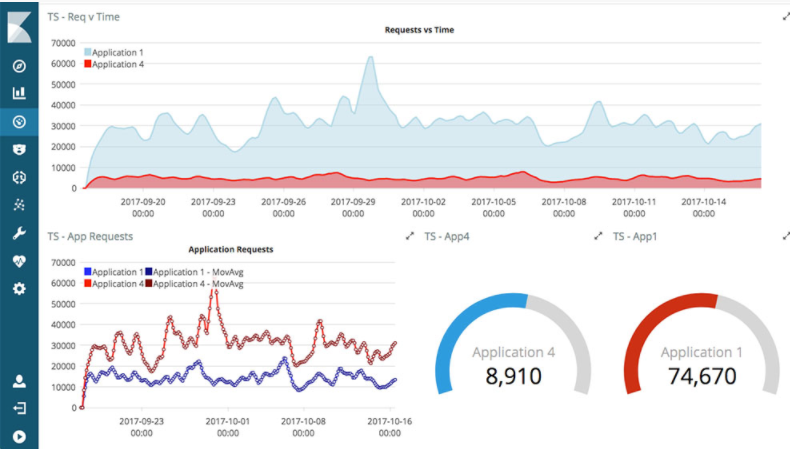 TS - Req v Time
Requests vs Time
70000
60000
50000
40000
30000
20000
10000
0
Application 1
Application 4
2017-09-20 2017-09-23 2017-09-26 2017-09-29 2017-10-02 2017-10-05 2017-10-08 2017-10-11 2017-10-14
00:00 00:00 00:00 00:00 00:00 00:00 00:00 00:00 00:00
TS - App Requests
Application Requests
70000
60000
50000
40000
30000
20000
10000
0
Application 1 Application 1 - MovAvg
Application 4 Application 4 - MovAvg
2017-09-23 2017-10-01 2017-10-08 2017-10-16
00:00 00:00 00:00 00:00
TS - App4
Application 4
8,910
TS - App1
Application 1
74,670